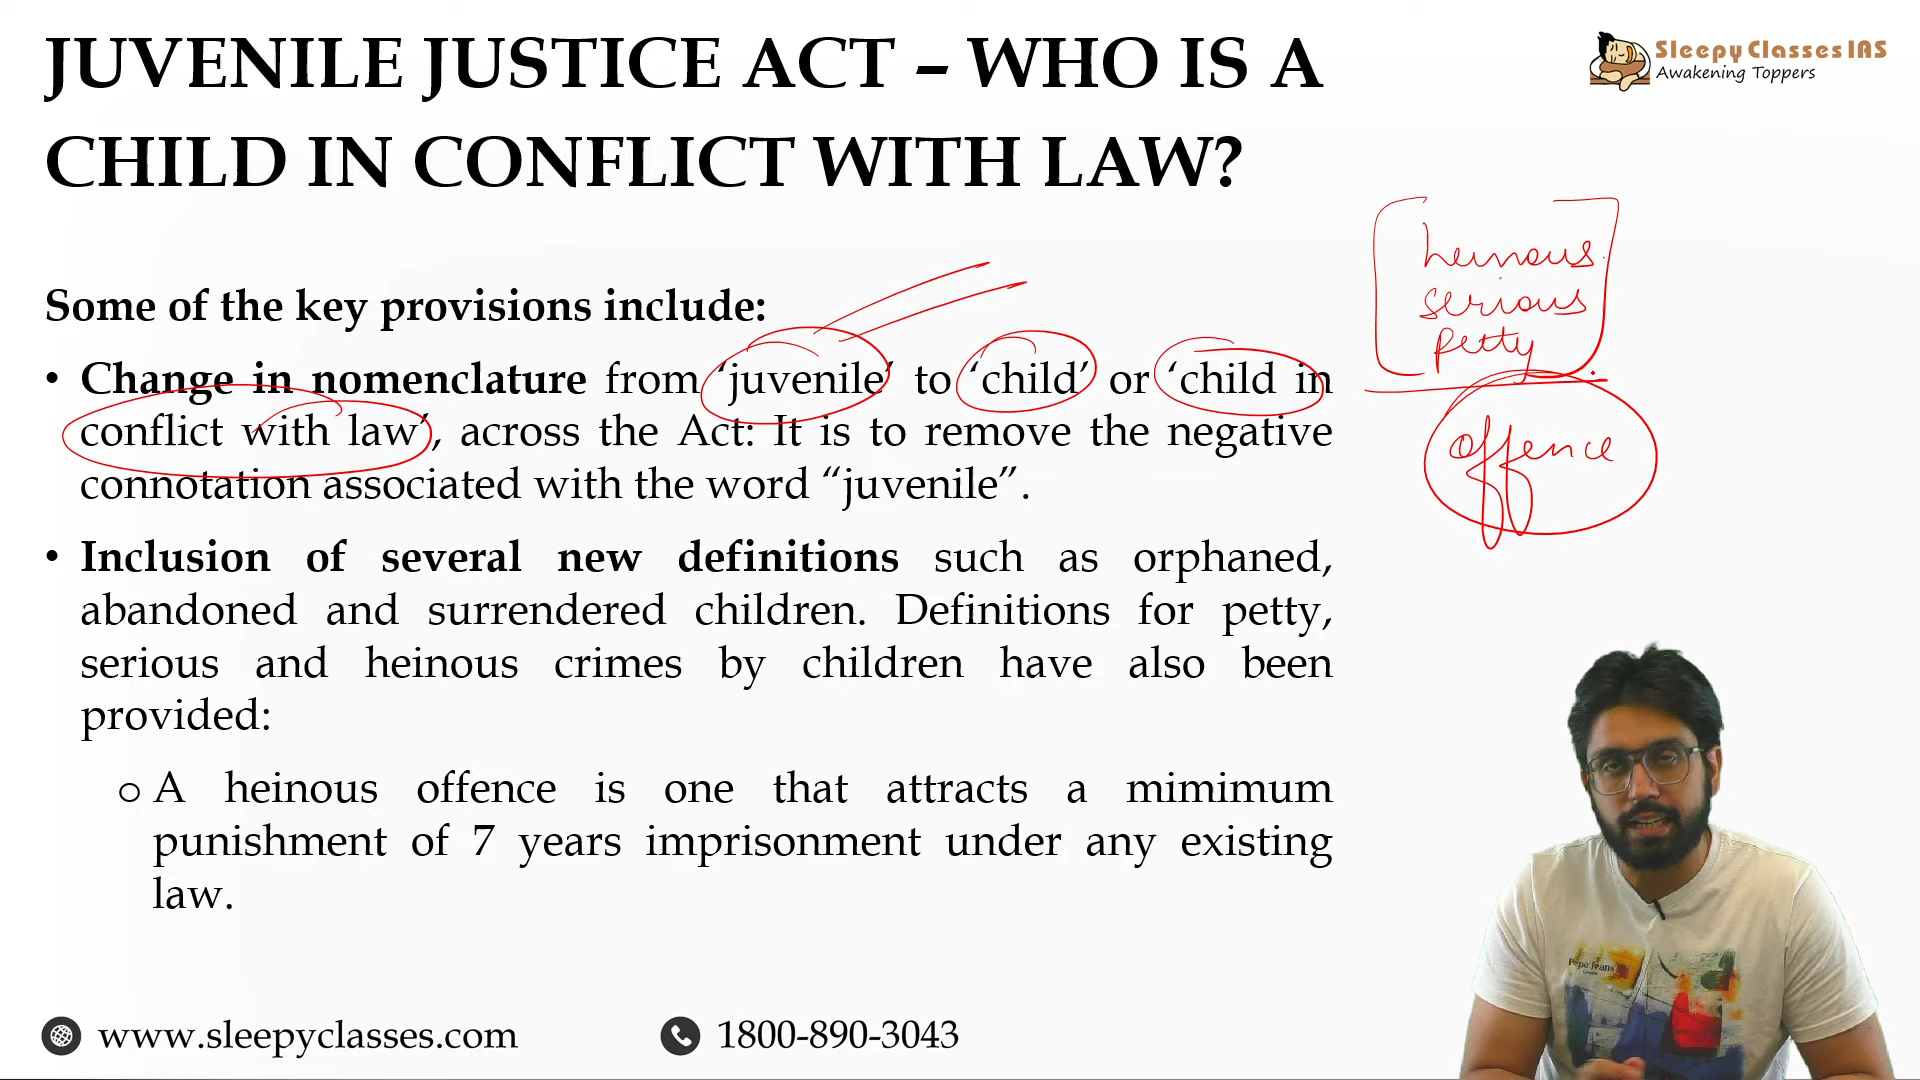 JUVENILE JUSTICE ACT – WHO IS A
CHILD IN CONFLICT WITH LAW?
Sleepy Classes IAS
Awakening Toppers
heinous
serious
petty
offence
Some of the key provisions include:
• Change in nomenclature from ‘juvenile’ to ‘child’ or ‘child in
conflict with law’, across the Act: It is to remove the negative
connotation associated with the word “juvenile”.
• Inclusion of several new definitions such as orphaned,
abandoned and surrendered children. Definitions for petty,
serious and heinous crimes by children have also been
provided:
o A heinous offence is one that attracts a mimimum
punishment of 7 years imprisonment under any existing
law.
Pepe Jeans
www.sleepyclasses.com
1800-890-3043